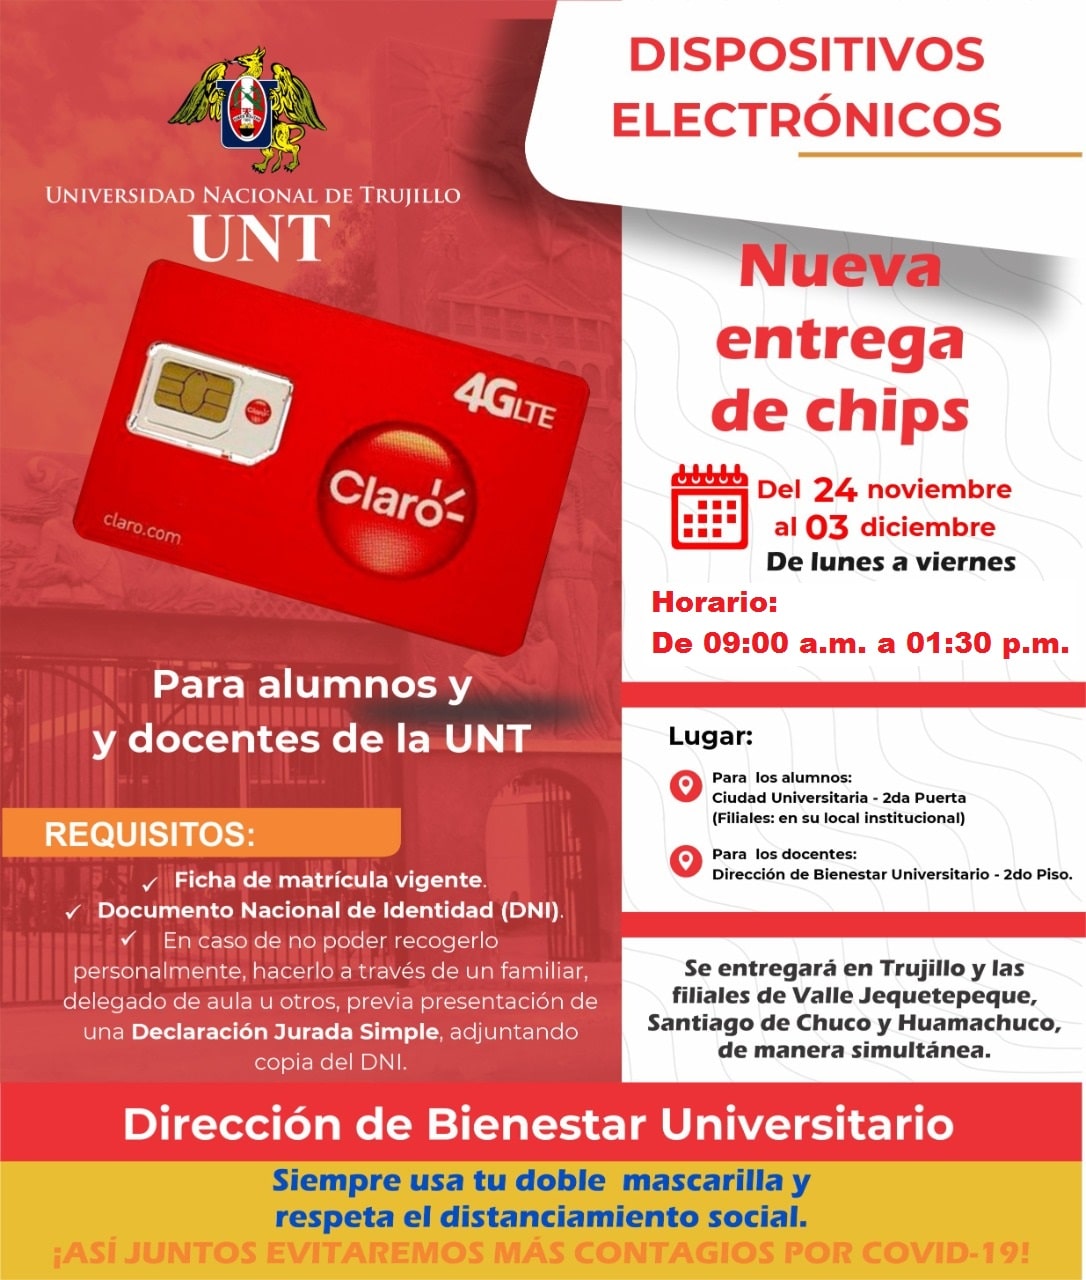 DISPOSITIVOS
ELECTRÓNICOS
UNIVERSIDAD NACIONAL DE TRUJILLO
UNT
4GLTE
Claro
claro.com
Para alumnos y
y docentes de la UNT
REQUISITOS:
✓ Ficha de matrícula vigente.
✓ Documento Nacional de Identidad (DNI).
✓ En caso de no poder recogerlo
personalmente, hacerlo a través de un familiar,
delegado de aula u otros, previa presentación de
una Declaración Jurada Simple, adjuntando
copia del DNI.
Nueva
entrega
de chips
Del 24 noviembre
al 03 diciembre
De lunes a viernes
Horario:
De 09:00 a.m. a 01:30 p.m.
Lugar:
Para los alumnos:
Ciudad Universitaria - 2da Puerta
(Filiales: en su local institucional)
Para los docentes:
Dirección de Bienestar Universitario - 2do Piso.
Se entregará en Trujillo y las
filiales de Valle Jequetepeque,
Santiago de Chuco y Huamachuco,
de manera simultánea.
Dirección de Bienestar Universitario
Siempre usa tu doble mascarilla y
respeta el distanciamiento social.
¡ASÍ JUNTOS EVITAREMOS MÁS CONTAGIOS POR COVID-19!